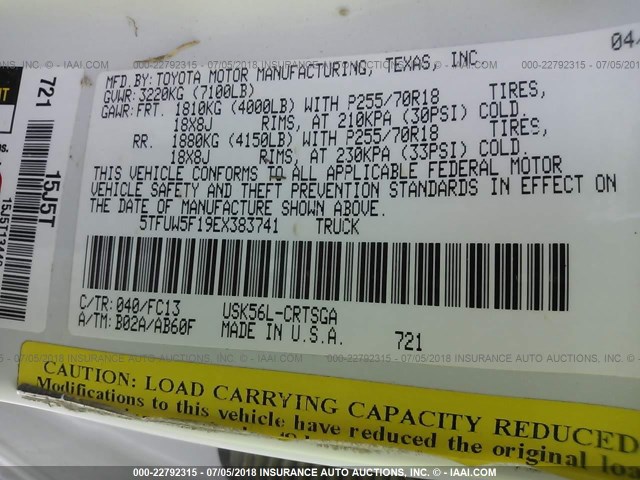 04/
MFD. BY: TOYOTA MOTOR MANUFACTURING, TEXAS, INC.
GVWR: 3220KG (7100LB)
GAWR: FRT. 1810KG (4000LB) WITH P255/70R18 TIRES,
18X8J RIMS, AT 210KPA (30PSI) COLD.
RR. 1880KG (4150LB) WITH P255/70R18 TIRES,
18X8J RIMS, AT 230KPA (33PSI) COLD.
THIS VEHICLE CONFORMS TO ALL APPLICABLE FEDERAL MOTOR
VEHICLE SAFETY AND THEFT PREVENTION STANDARDS IN EFFECT ON
THE DATE OF MANUFACTURE SHOWN ABOVE.
5TFUW5F19EX383741 TRUCK
C/TR: 040/FC13 USK56L-CRTSGA
A/TM: B02A/AB60F MADE IN U.S.A. 721
721 15J5T
CAUTION: LOAD CARRYING CAPACITY REDUCED
Modifications to this vehicle have reduced the original loa
000-22792315 - 07/05/2018 INSURANCE AUTO AUCTIONS, INC. © - IAAI.COM